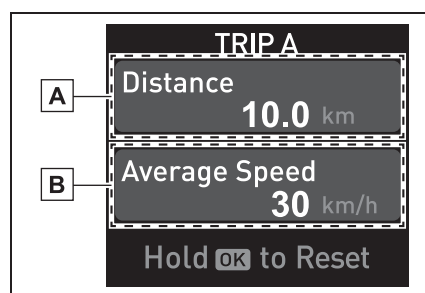 TRIP A
A
Distance
10.0 km
B
Average Speed
30 km/h
Hold OK to Reset